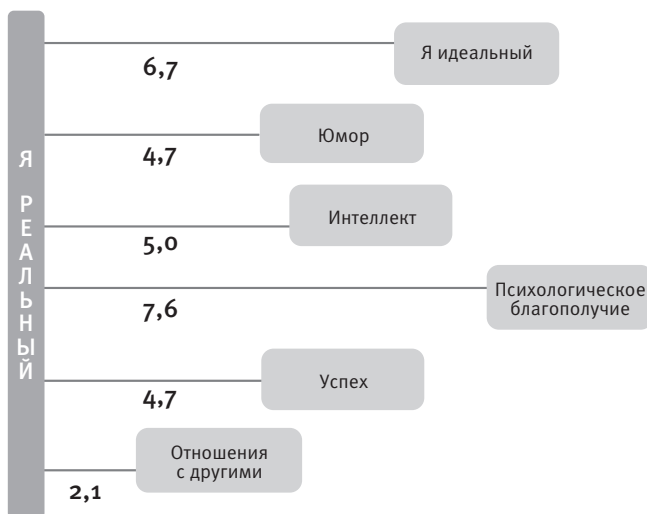 Я РЕАЛЬНЫЙ
6,7
Я идеальный
4,7
Юмор
5,0
Интеллект
7,6
Психологическое
благополучие
4,7
Успех
2,1
Отношения
с другими